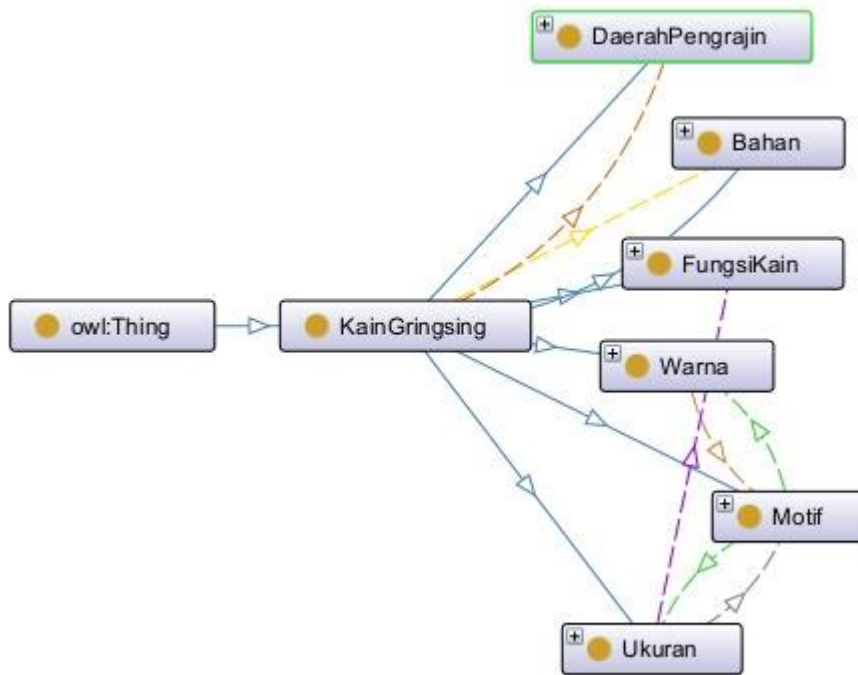 DaerahPengrajin
Bahan
FungsiKain
owl:Thing
KainGringsing
Warna
Motif
Ukuran